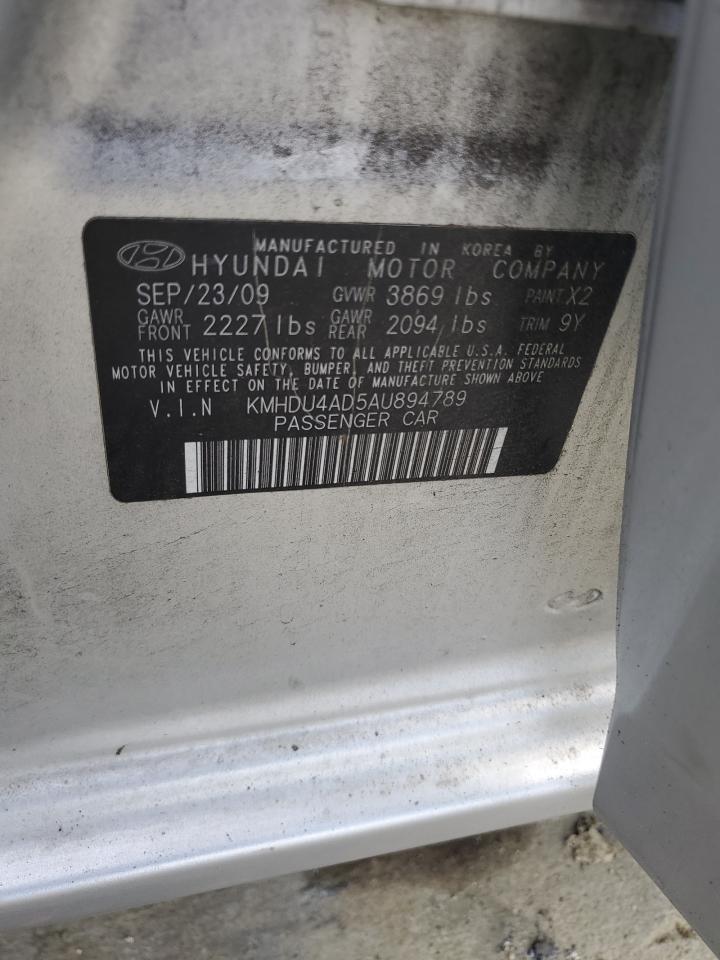 MANUFACTURED IN KOREA BY
HYUNDAI MOTOR COMPANY
SEP/23/09 GVWR 3869 lbs PAINT X2
GAWR FRONT 2227 lbs GAWR REAR 2094 lbs TRIM 9Y
THIS VEHICLE CONFORMS TO ALL APPLICABLE U.S.A. FEDERAL
MOTOR VEHICLE SAFETY, BUMPER, AND THEFT PREVENTION STANDARDS
IN EFFECT ON THE DATE OF MANUFACTURE SHOWN ABOVE
V.I.N KMHDU4AD5AU894789
PASSENGER CAR